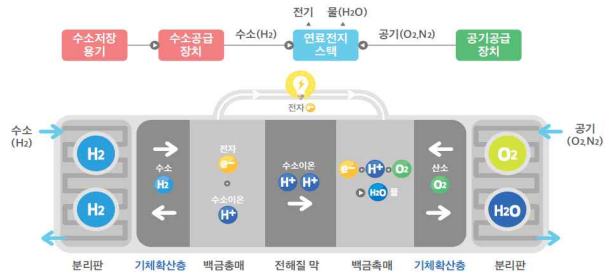 전기 물(H2O)
수소저장
용기
수소공급
장치
수소(H2)
연료전지
스택
공기(O2,N2)
공기공급
장치
전자 e-
수소
(H2)
공기
(O2,N2)
H2
H2
수소
H2
전자
e-
수소이온
H+
수소이온
H+ H+
e- H+ O2
H2O 물
산소
O2
O2
H2O
분리판
기체확산층
백금촉매
전해질 막
백금촉매
기체확산층
분리판